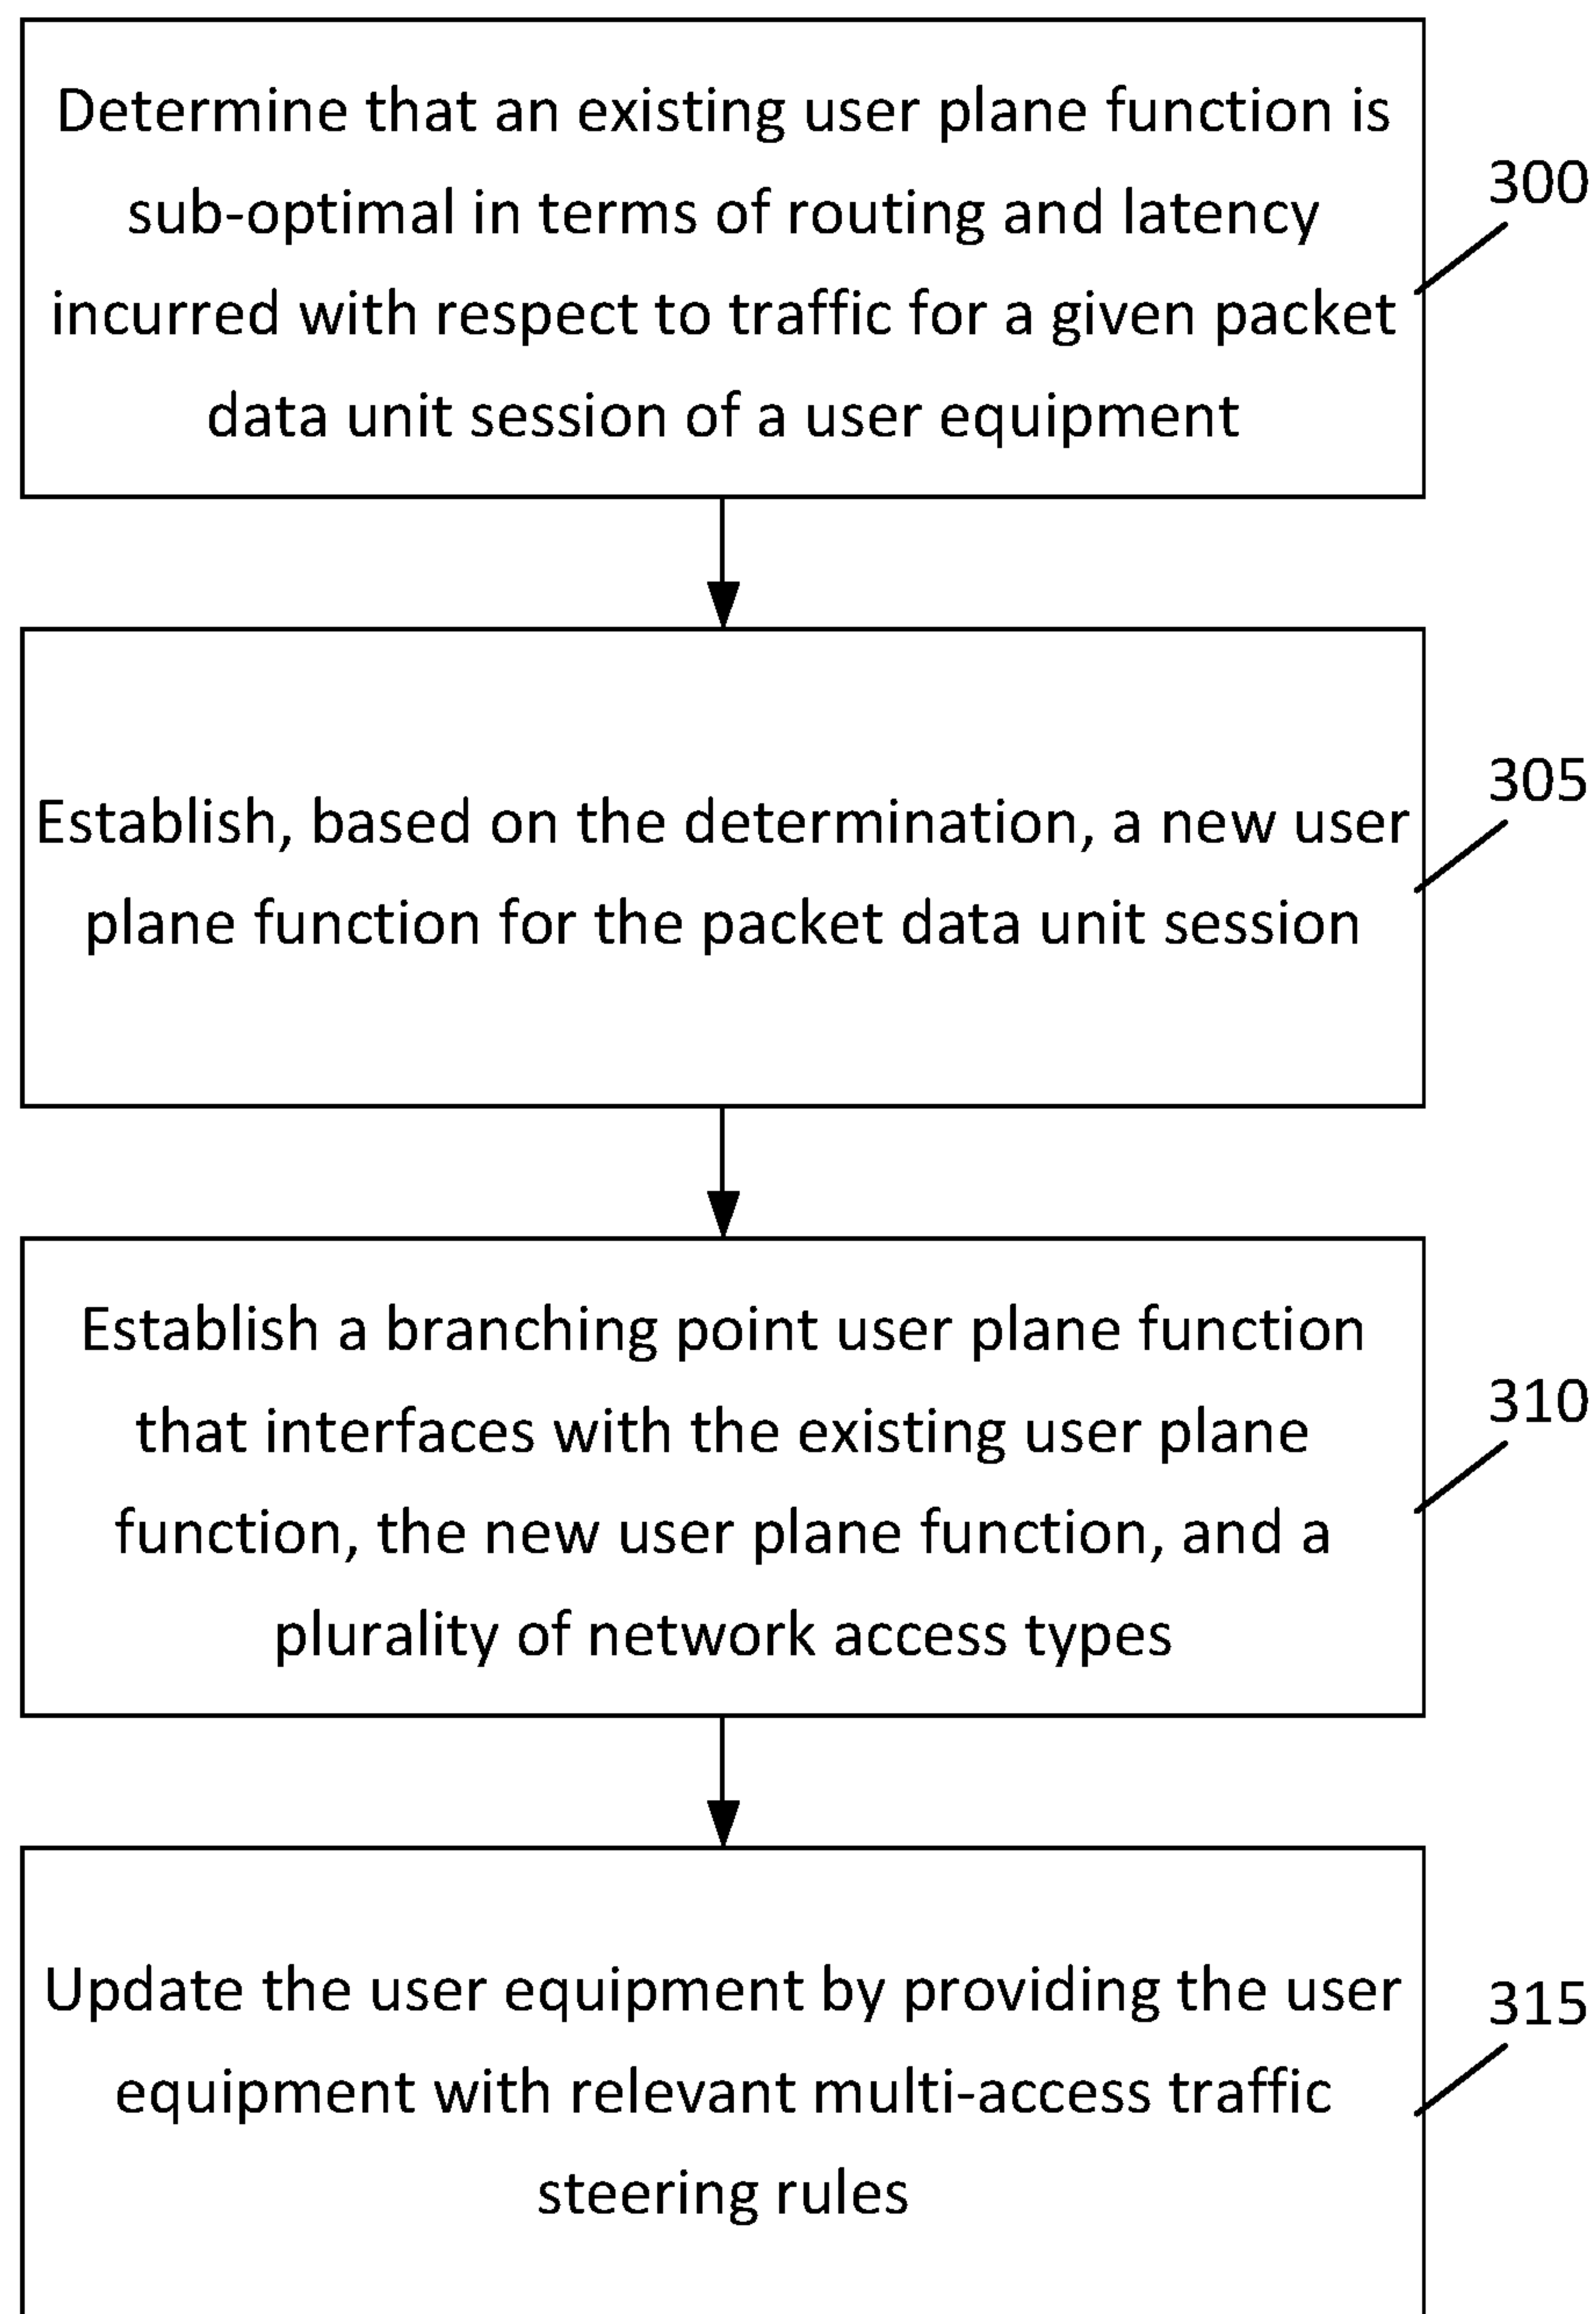 Determine that an existing user plane function is
sub-optimal in terms of routing and latency
incurred with respect to traffic for a given packet
data unit session of a user equipment
300
Establish, based on the determination, a new user
plane function for the packet data unit session
305
Establish a branching point user plane function
that interfaces with the existing user plane
function, the new user plane function, and a
plurality of network access types
310
Update the user equipment by providing the user
equipment with relevant multi-access traffic
steering rules
315